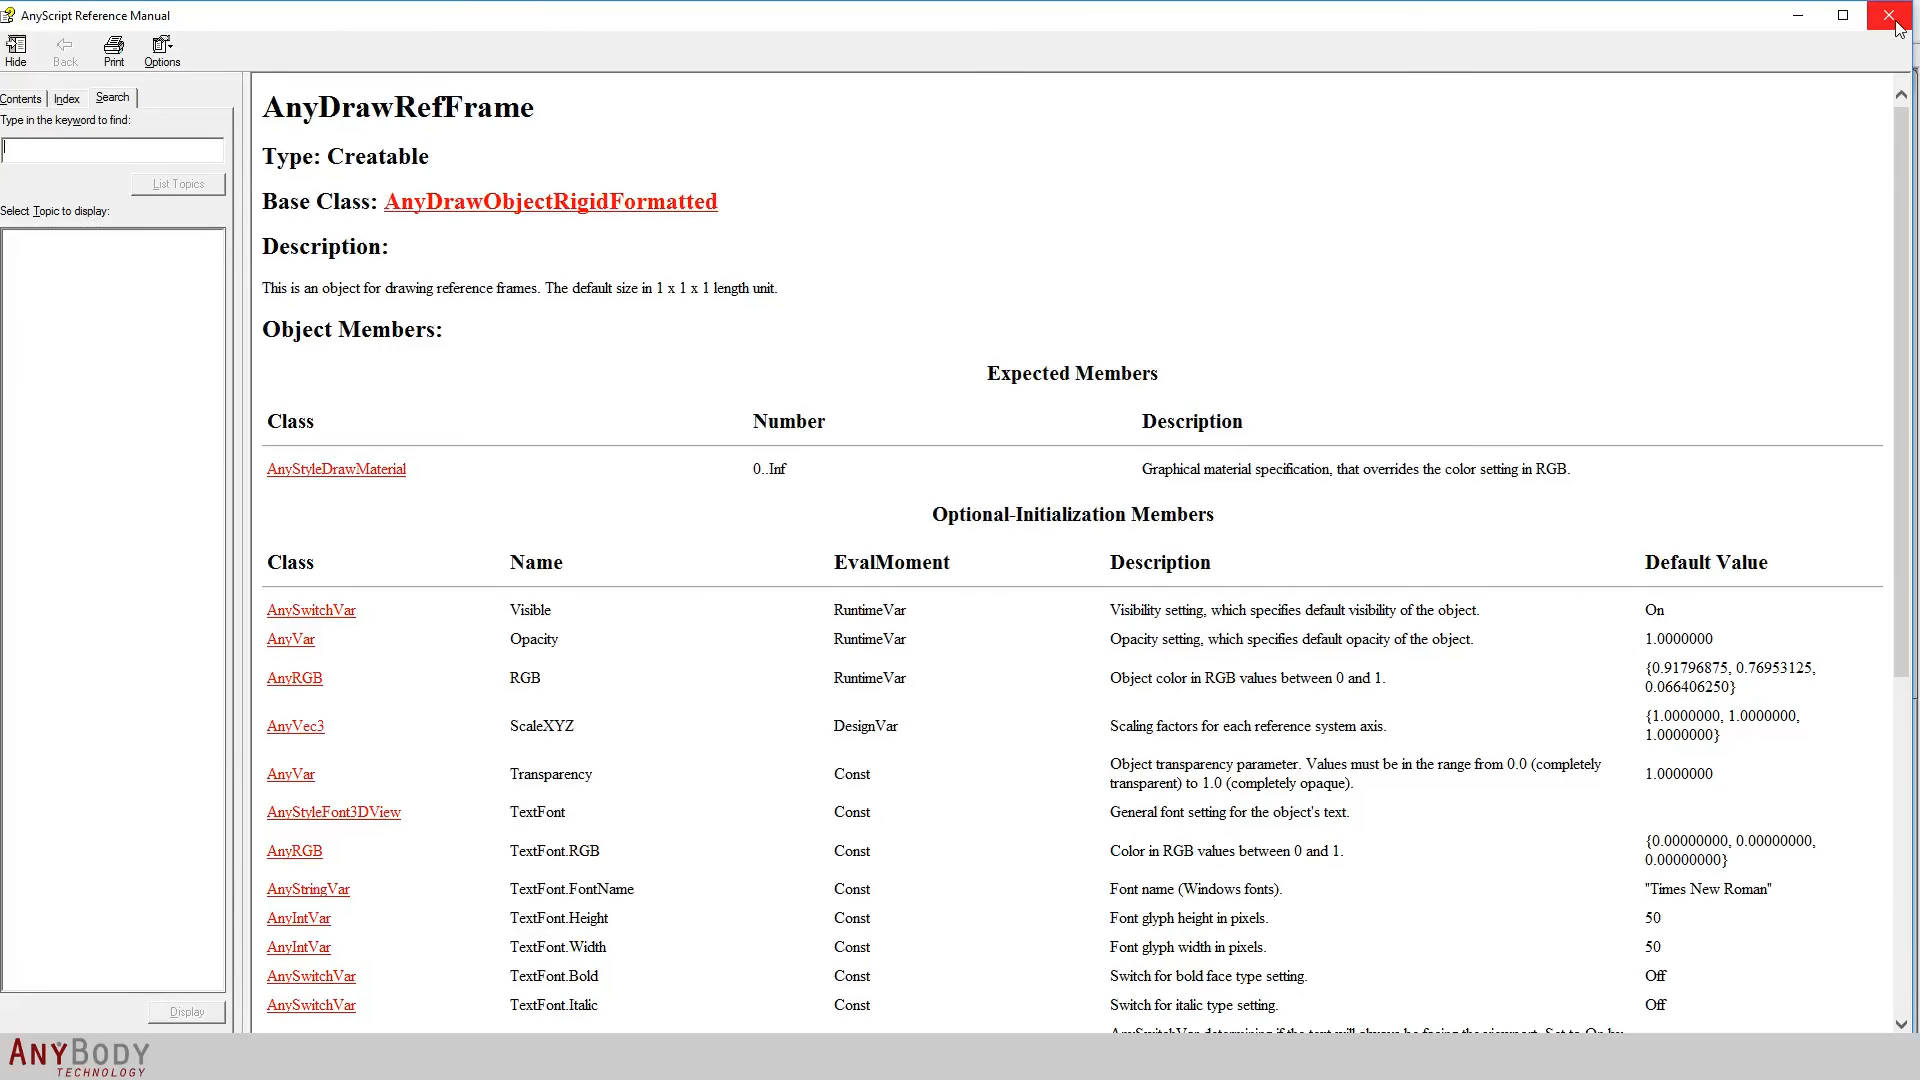 AnyScript Reference Manual
Hide Back Print Options
Contents Index Search
Type in the keyword to find:
List Topics
Select Topic to display:
Display
AnyDrawRefFrame
Type: Creatable
Base Class: AnyDrawObjectRigidFormatted
Description:
This is an object for drawing reference frames. The default size in 1 x 1 x 1 length unit.
Object Members:
Expected Members
Class Number Description
AnyStyleDrawMaterial 0..Inf Graphical material specification, that overrides the color setting in RGB.
Optional-Initialization Members
Class Name EvalMoment Description Default Value
AnySwitchVar Visible RuntimeVar Visibility setting, which specifies default visibility of the object. On
AnyVar Opacity RuntimeVar Opacity setting, which specifies default opacity of the object. 1.0000000
AnyRGB RGB RuntimeVar Object color in RGB values between 0 and 1. {0.91796875, 0.76953125,
0.066406250}
AnyVec3 ScaleXYZ DesignVar Scaling factors for each reference system axis. {1.0000000, 1.0000000,
1.0000000}
AnyVar Transparency Const Object transparency parameter. Values must be in the range from 0.0 (completely
transparent) to 1.0 (completely opaque). 1.0000000
AnyStyleFont3DView TextFont Const General font setting for the object's text.
AnyRGB TextFont.RGB Const Color in RGB values between 0 and 1. {0.00000000, 0.00000000,
0.00000000}
AnyStringVar TextFont.FontName Const Font name (Windows fonts). "Times New Roman"
AnyIntVar TextFont.Height Const Font glyph height in pixels. 50
AnyIntVar TextFont.Width Const Font glyph width in pixels. 50
AnySwitchVar TextFont.Bold Const Switch for bold face type setting. Off
AnySwitchVar TextFont.Italic Const Switch for italic type setting. Off
ANYBODY
TECHNOLOGY